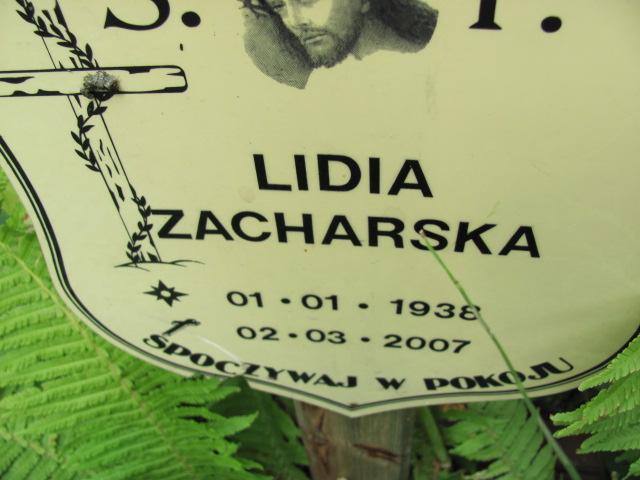 S. P.
LIDIA
ZACHARSKA
01 • 01 • 1938
02 • 03 • 2007
SPOCZYWAJ W POKOJU